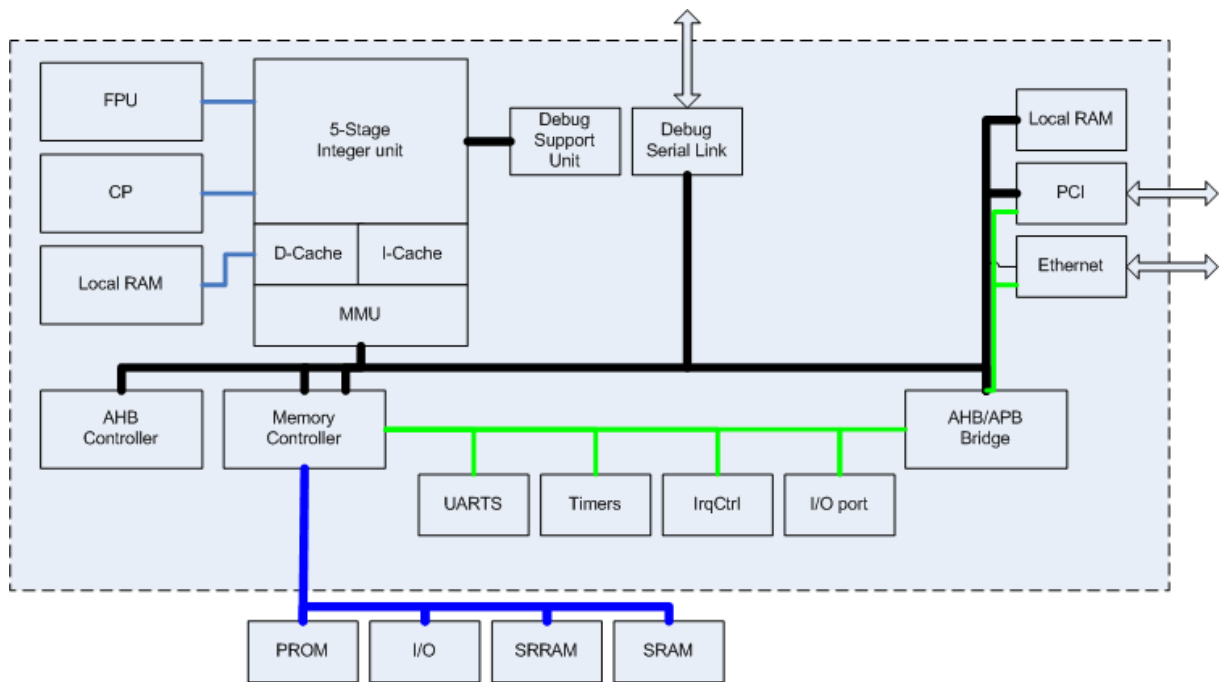 FPU
5-Stage
Integer unit
Debug
Support
Unit
Debug
Serial Link
Local RAM
CP
PCI
D-Cache
I-Cache
Local RAM
Ethernet
MMU
AHB
Controller
Memory
Controller
AHB/APB
Bridge
UARTS
Timers
IrqCtrl
I/O port
PROM
I/O
SRRAM
SRAM